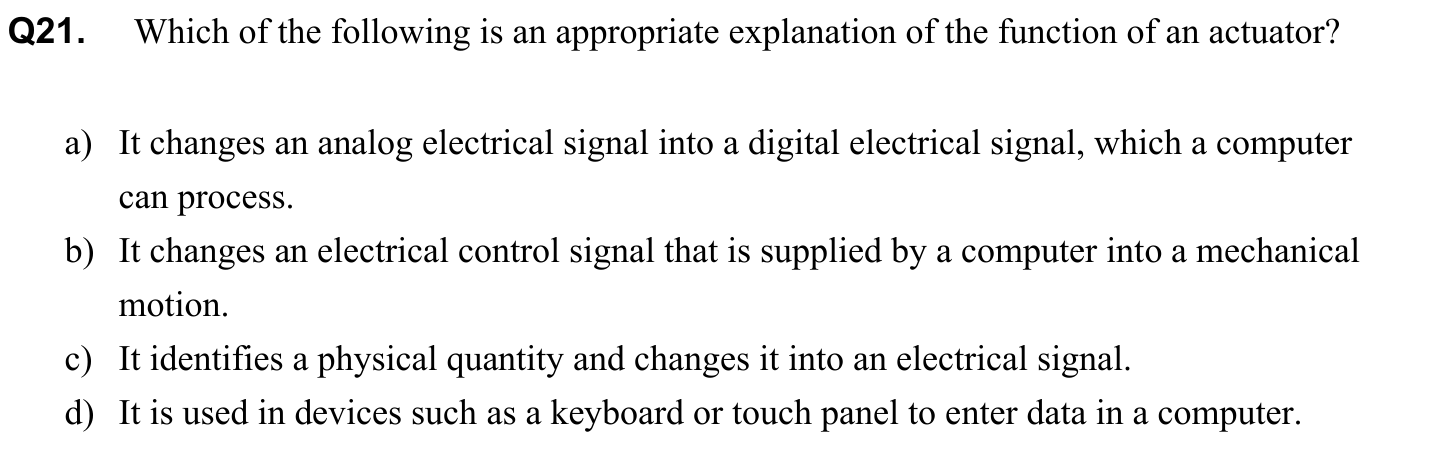 Q21. Which of the following is an appropriate explanation of the function of an actuator?
a) It changes an analog electrical signal into a digital electrical signal, which a computer
can process.
b) It changes an electrical control signal that is supplied by a computer into a mechanical
motion.
c) It identifies a physical quantity and changes it into an electrical signal.
d) It is used in devices such as a keyboard or touch panel to enter data in a computer.